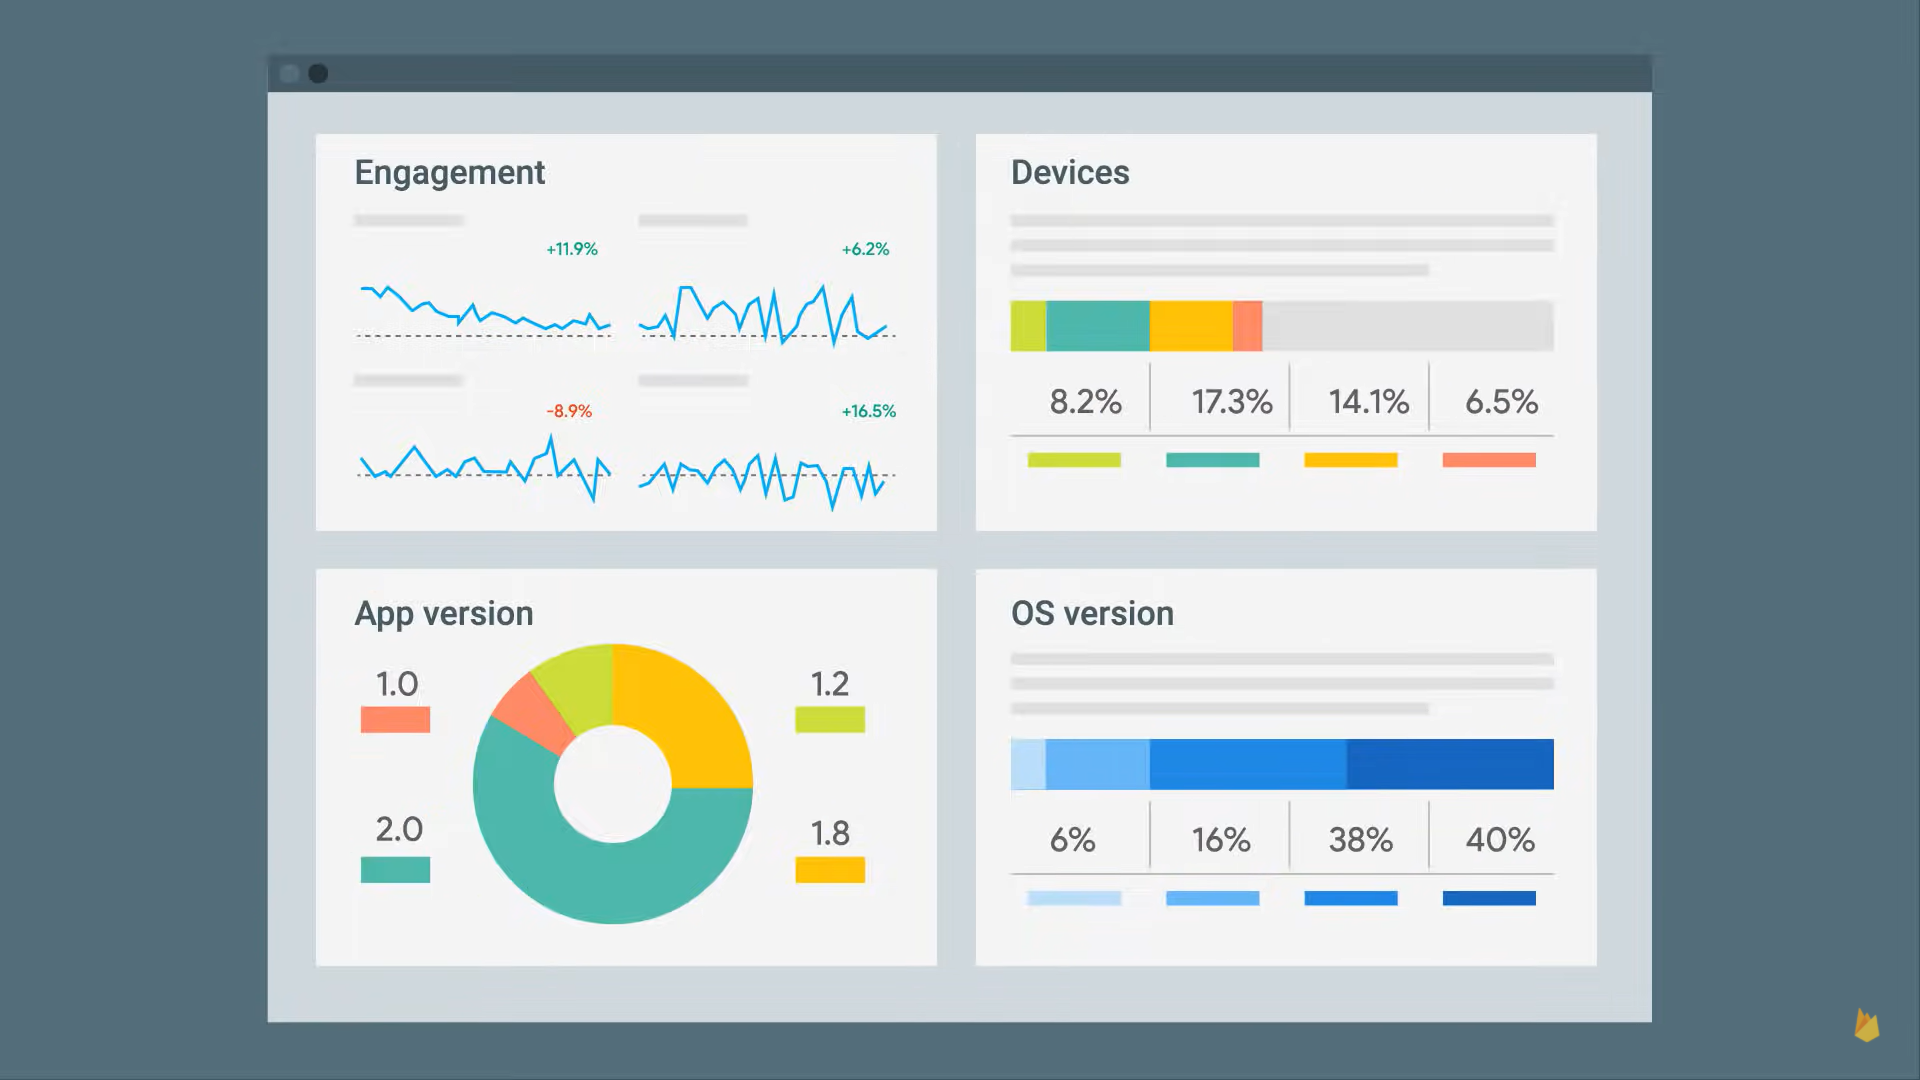 Engagement
+11.9%
+6.2%
-8.9%
+16.5%
Devices
8.2% 17.3% 14.1% 6.5%
App version
1.0
1.2
2.0
1.8
OS version
6% 16% 38% 40%